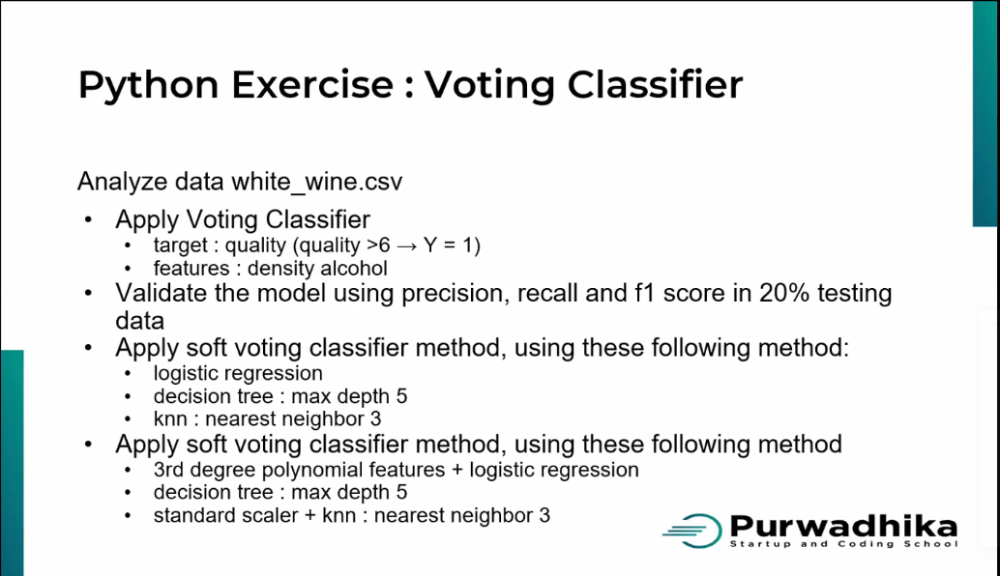 Python Exercise : Voting Classifier
Analyze data white_wine.csv
• Apply Voting Classifier
• target : quality (quality >6 → Y = 1)
• features : density alcohol
• Validate the model using precision, recall and f1 score in 20% testing
data
• Apply soft voting classifier method, using these following method:
• logistic regression
• decision tree : max depth 5
• knn : nearest neighbor 3
• Apply soft voting classifier method, using these following method
• 3rd degree polynomial features + logistic regression
• decision tree : max depth 5
• standard scaler + knn : nearest neighbor 3
Purwadhika
Startup and Coding School